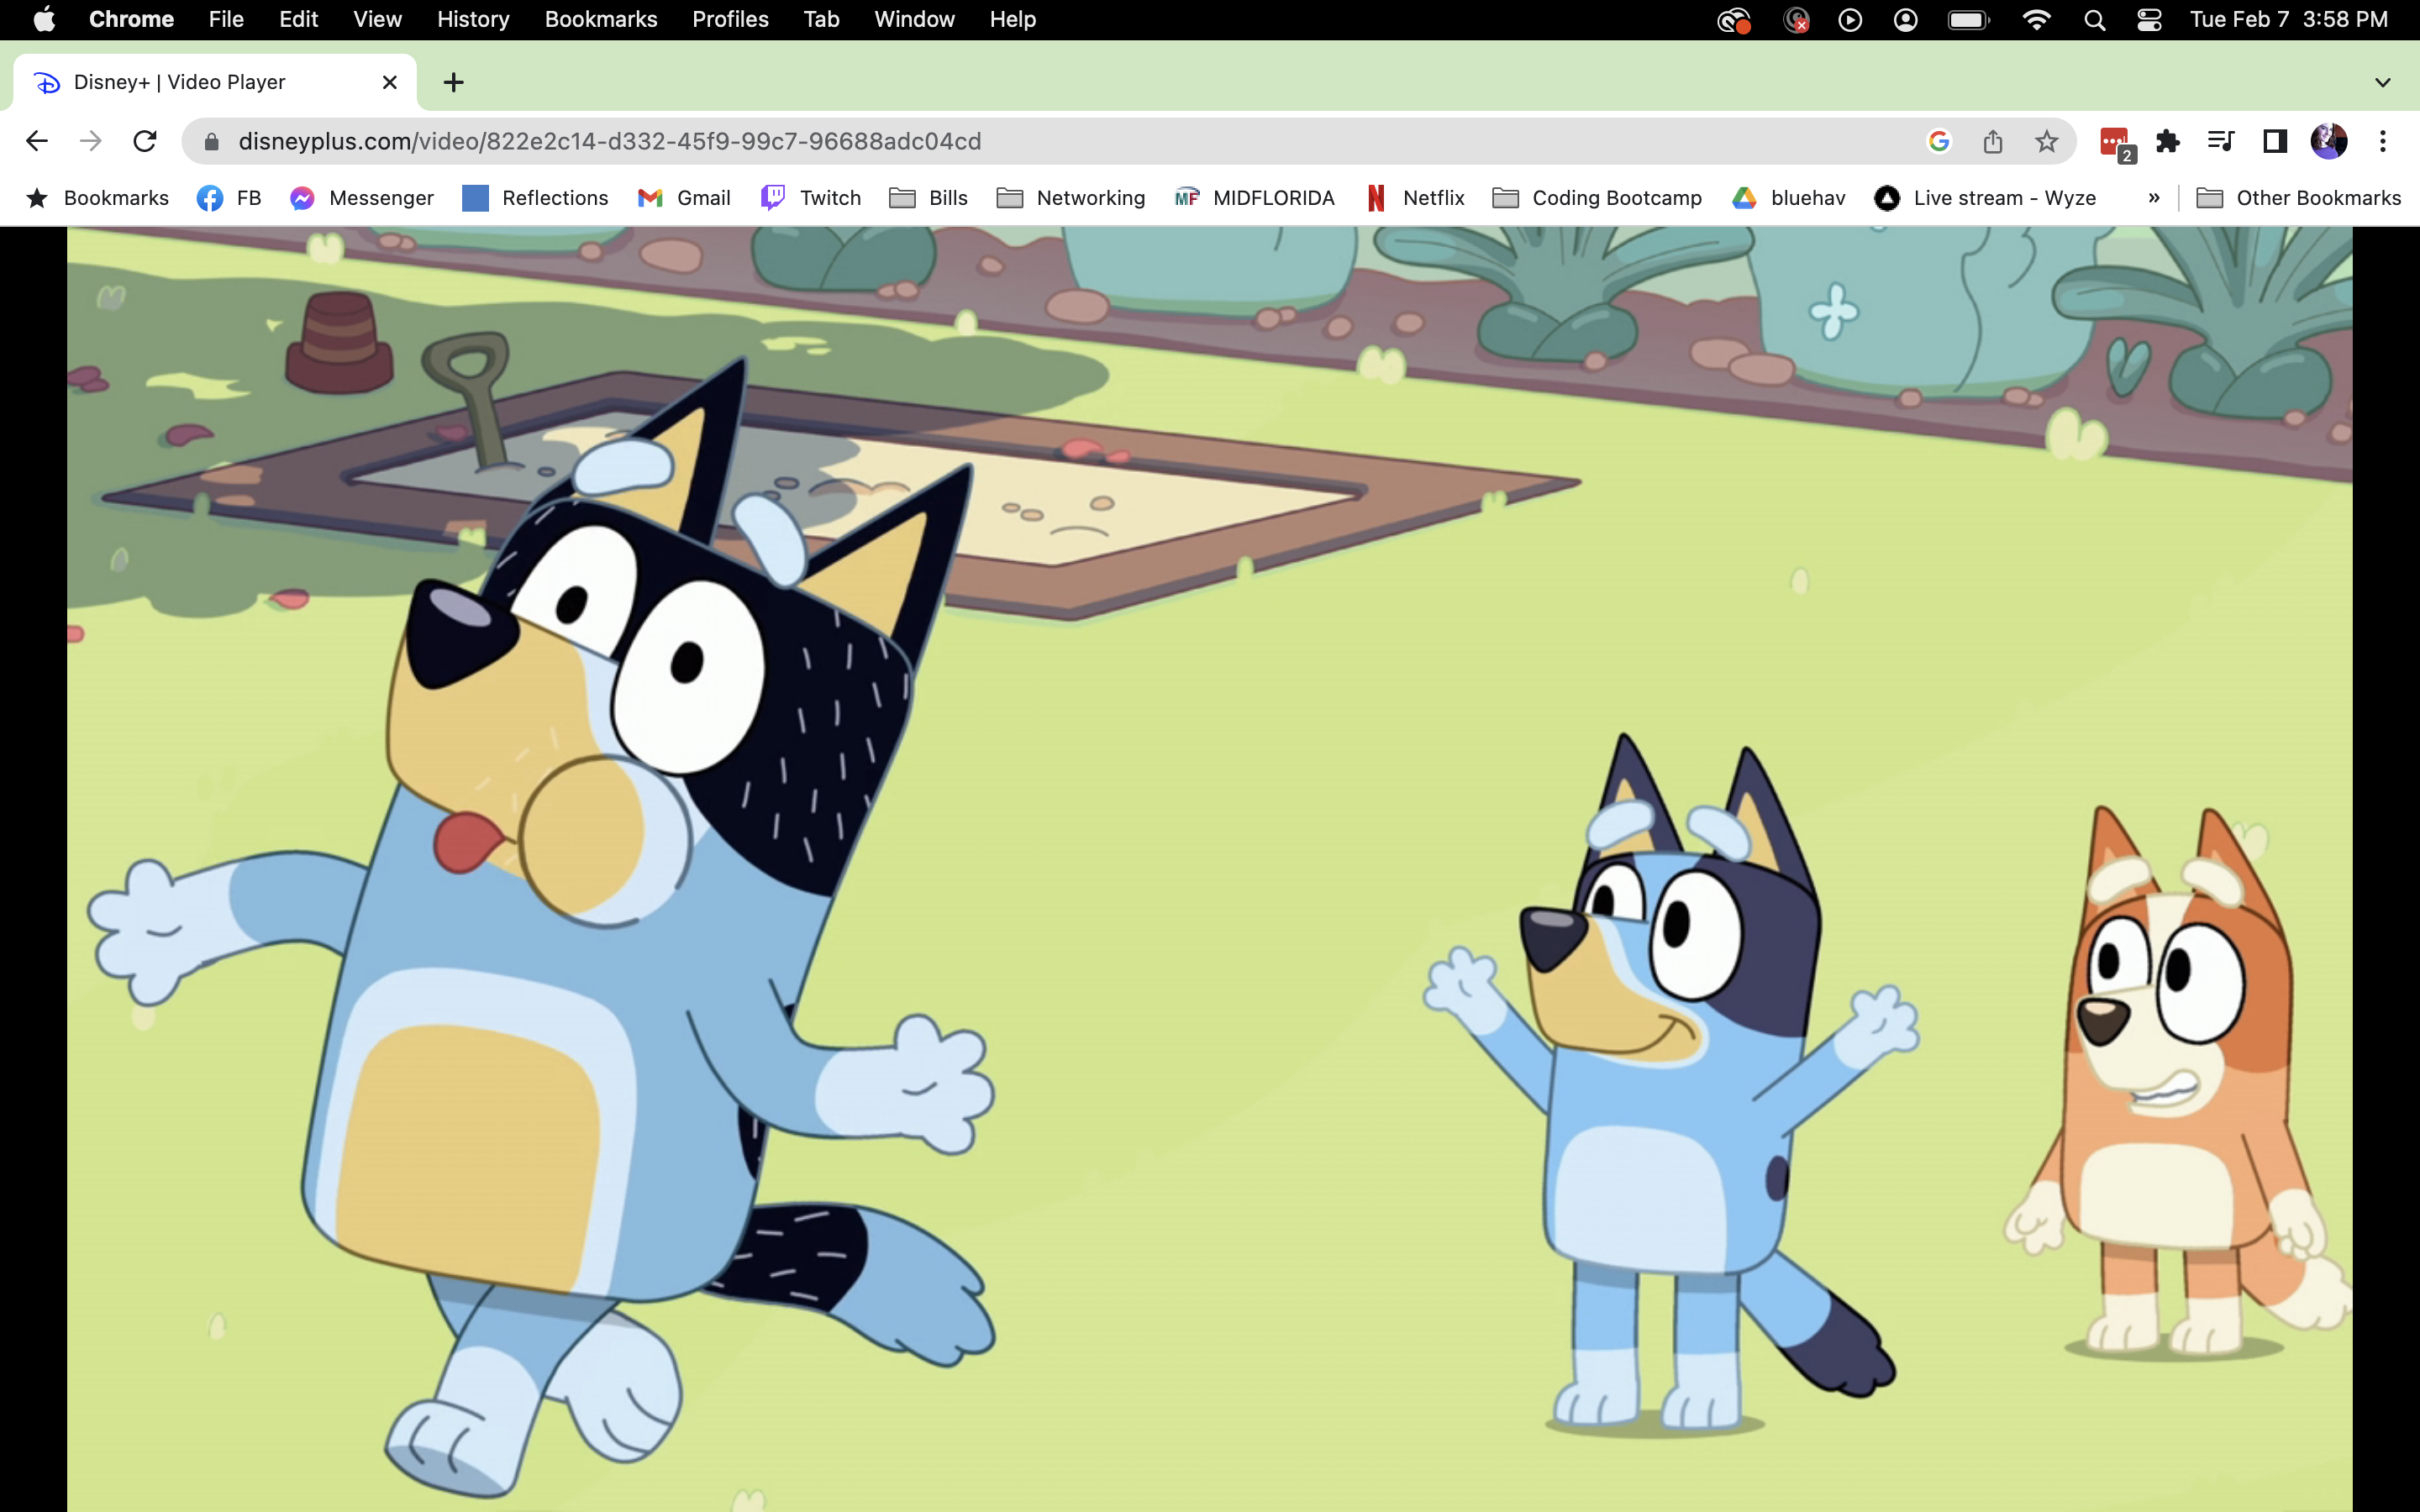 Chrome File Edit View History Bookmarks Profiles Tab Window Help Tue Feb 7 3:58 PM
Disney+ | Video Player
disneyplus.com/video/822e2c14-d332-45f9-99c7-96688adc04cd
2
Bookmarks FB Messenger Reflections Gmail Twitch Bills Networking MF MIDFLORIDA Netflix Coding Bootcamp bluehav Live stream - Wyze » Other Bookmarks